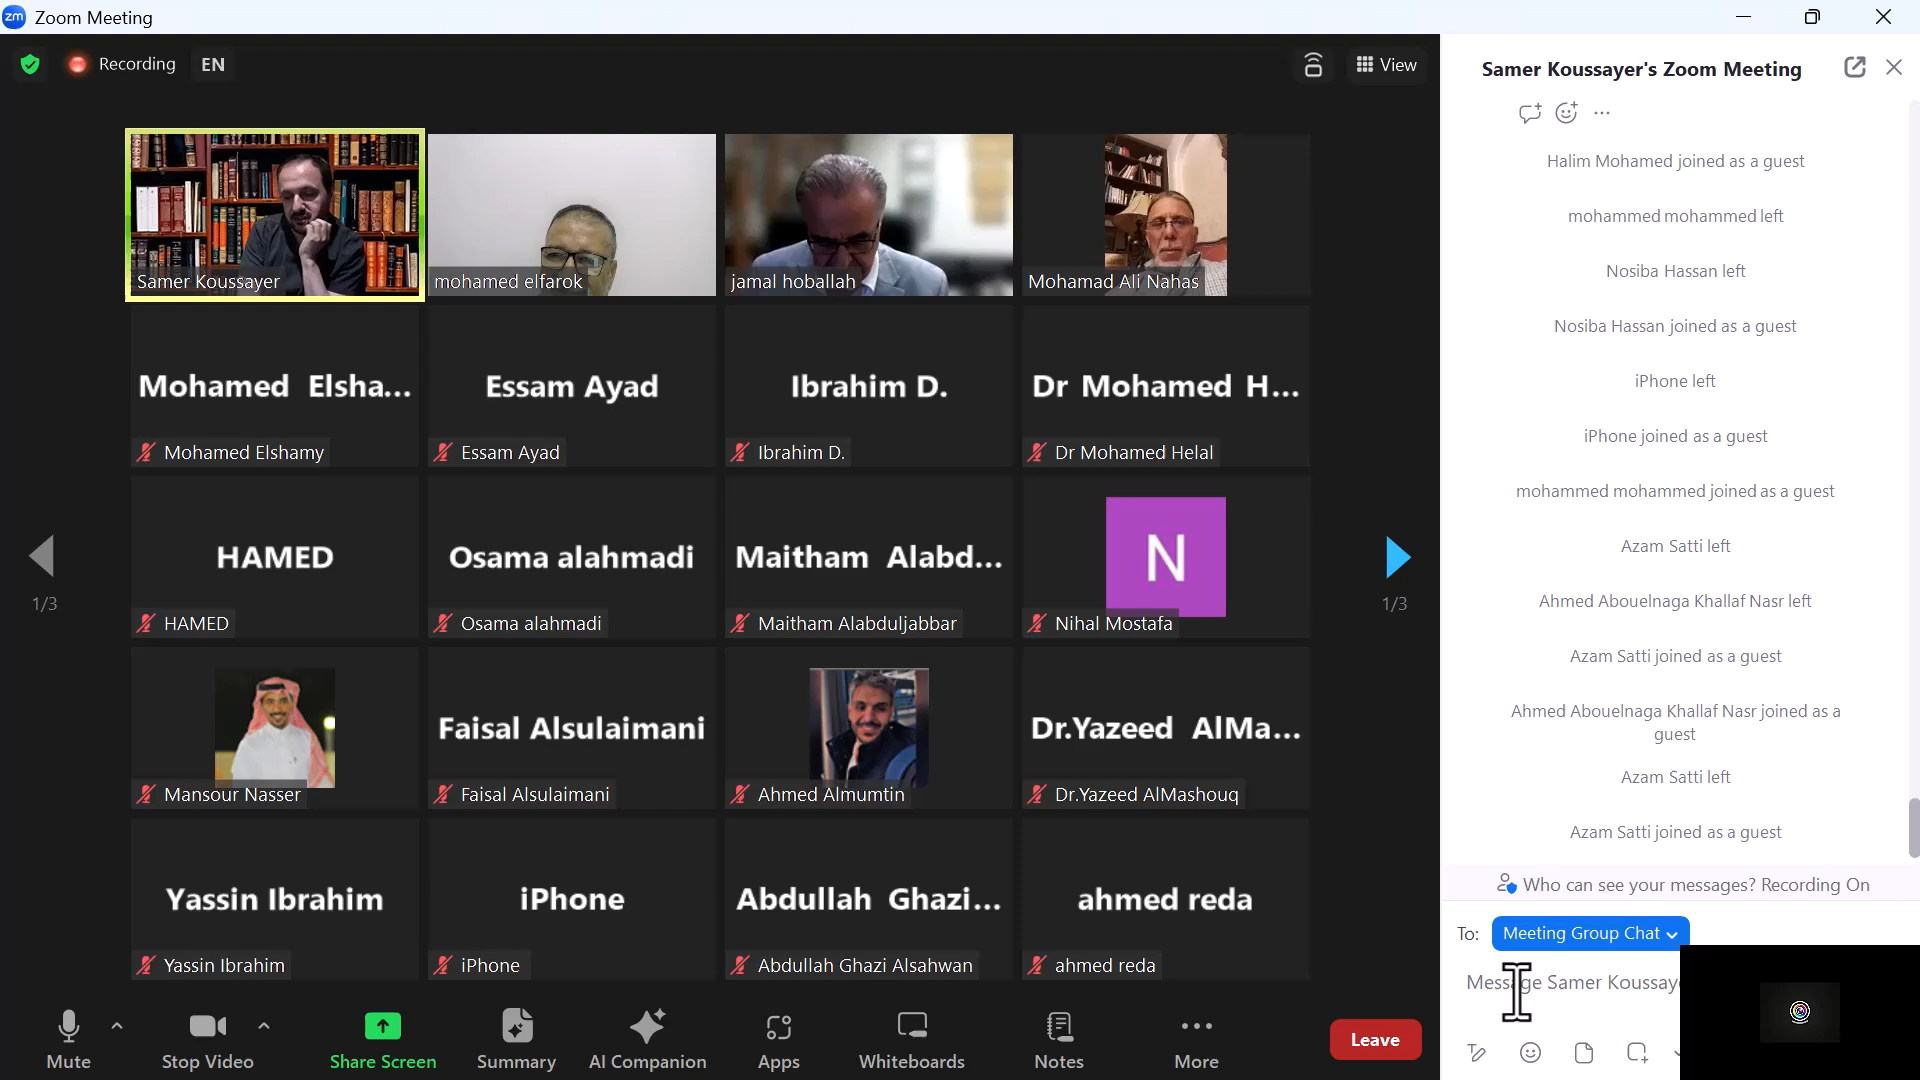 zm Zoom Meeting
Recording EN View
Samer Koussayer
mohamed elfarok
jamal hoballah
Mohamad Ali Nahas
Mohamed Elsha...
Mohamed Elshamy
Essam Ayad
Essam Ayad
Ibrahim D.
Ibrahim D.
Dr Mohamed H...
Dr Mohamed Helal
HAMED
HAMED
Osama alahmadi
Osama alahmadi
Maitham Alabd...
Maitham Alabduljabbar
N
Nihal Mostafa
1/3
1/3
Mansour Nasser
Faisal Alsulaimani
Faisal Alsulaimani
Ahmed Almumtin
Dr.Yazeed AlMa...
Dr.Yazeed AlMashouq
Yassin Ibrahim
Yassin Ibrahim
iPhone
iPhone
Abdullah Ghazi...
Abdullah Ghazi Alsahwan
ahmed reda
ahmed reda
Mute
Stop Video
Share Screen
Summary
AI Companion
Apps
Whiteboards
Notes
More
Leave
Samer Koussayer's Zoom Meeting
Halim Mohamed joined as a guest
mohammed mohammed left
Nosiba Hassan left
Nosiba Hassan joined as a guest
iPhone left
iPhone joined as a guest
mohammed mohammed joined as a guest
Azam Satti left
Ahmed Abouelnaga Khallaf Nasr left
Azam Satti joined as a guest
Ahmed Abouelnaga Khallaf Nasr joined as a
guest
Azam Satti left
Azam Satti joined as a guest
Who can see your messages? Recording On
To: Meeting Group Chat
Message Samer Koussay